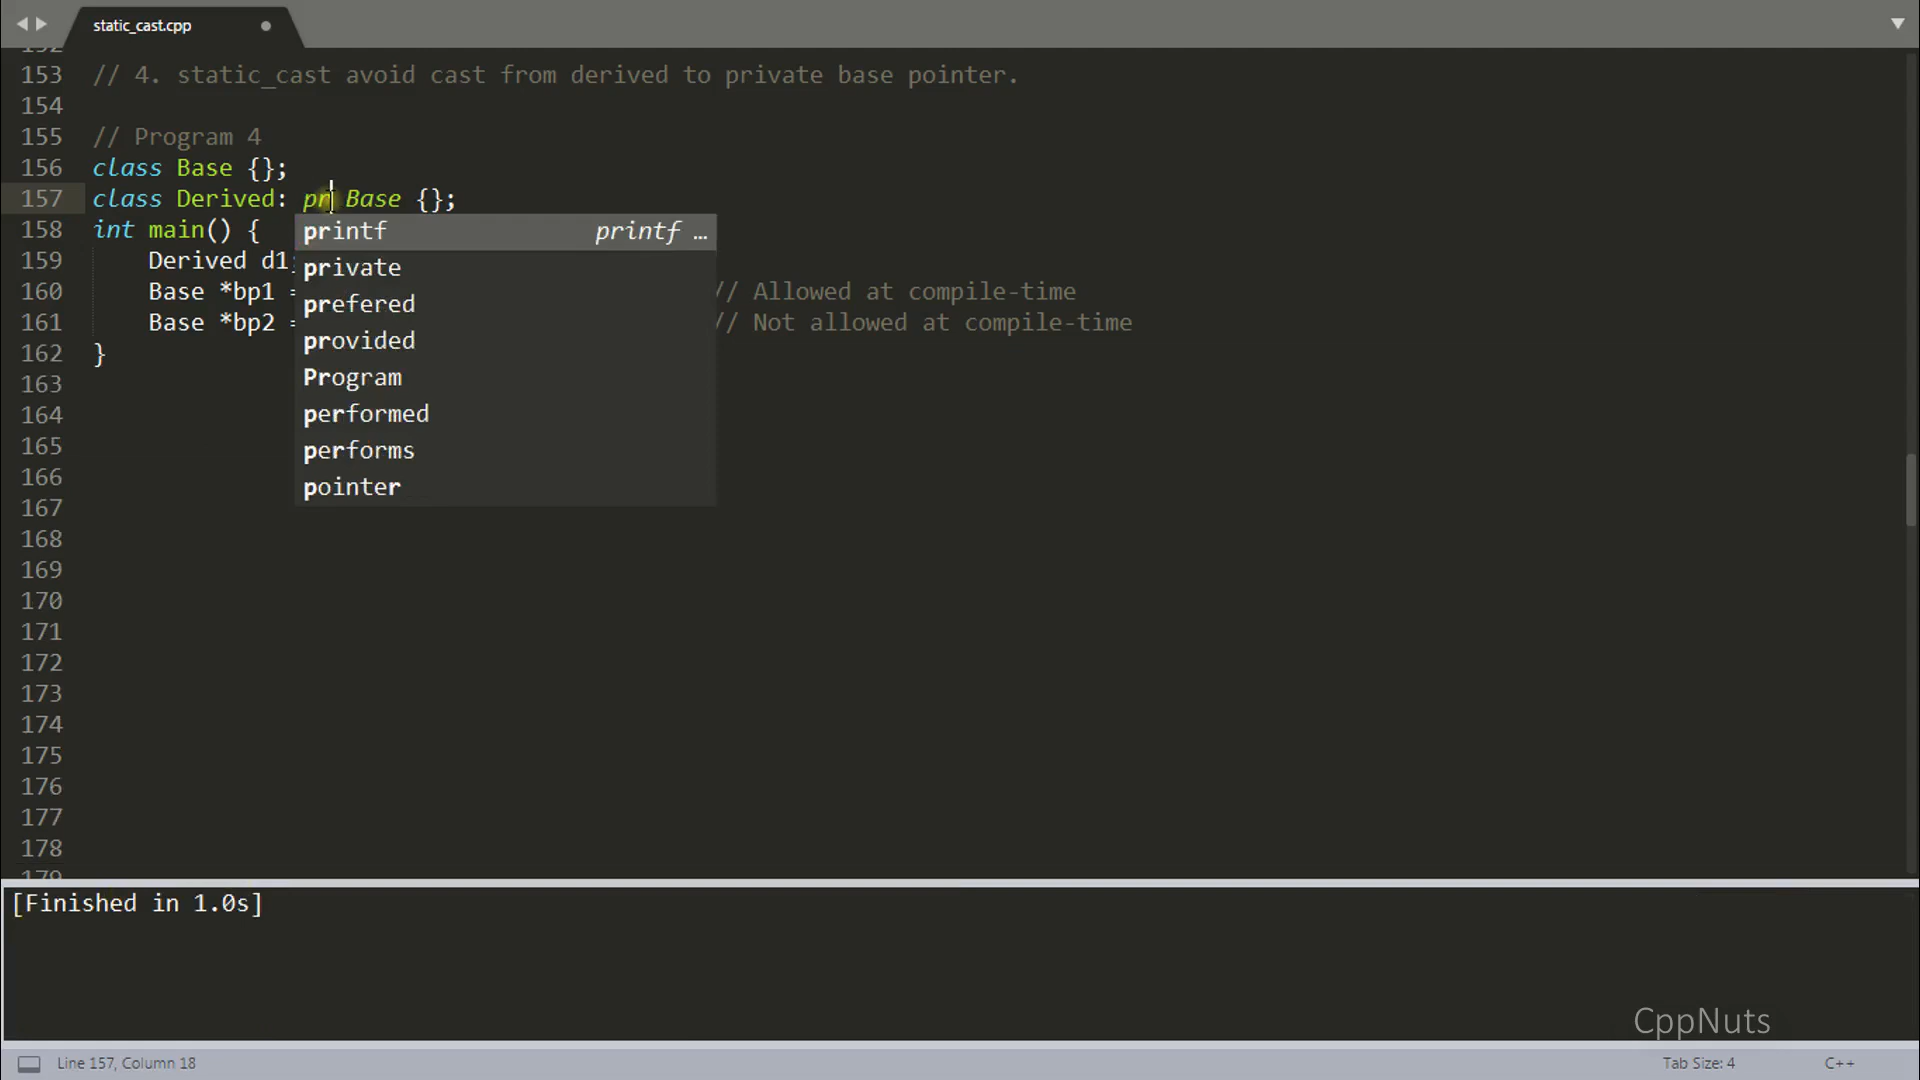 static_cast.cpp
152
153 // 4. static_cast avoid cast from derived to private base pointer.
154
155 // Program 4
156 class Base {};
157 class Derived: pr Base {};
158 int main() {
printf printf …
159 Derived d1;
private
160 Base *bp1 = // Allowed at compile-time
prefered
161 Base *bp2 = // Not allowed at compile-time
provided
162 }
Program
163
164
performed
165
performs
166
pointer
167
168
169
170
171
172
173
174
175
176
177
178
179
[Finished in 1.0s]
CppNuts
Line 157, Column 18 Tab Size: 4 C++